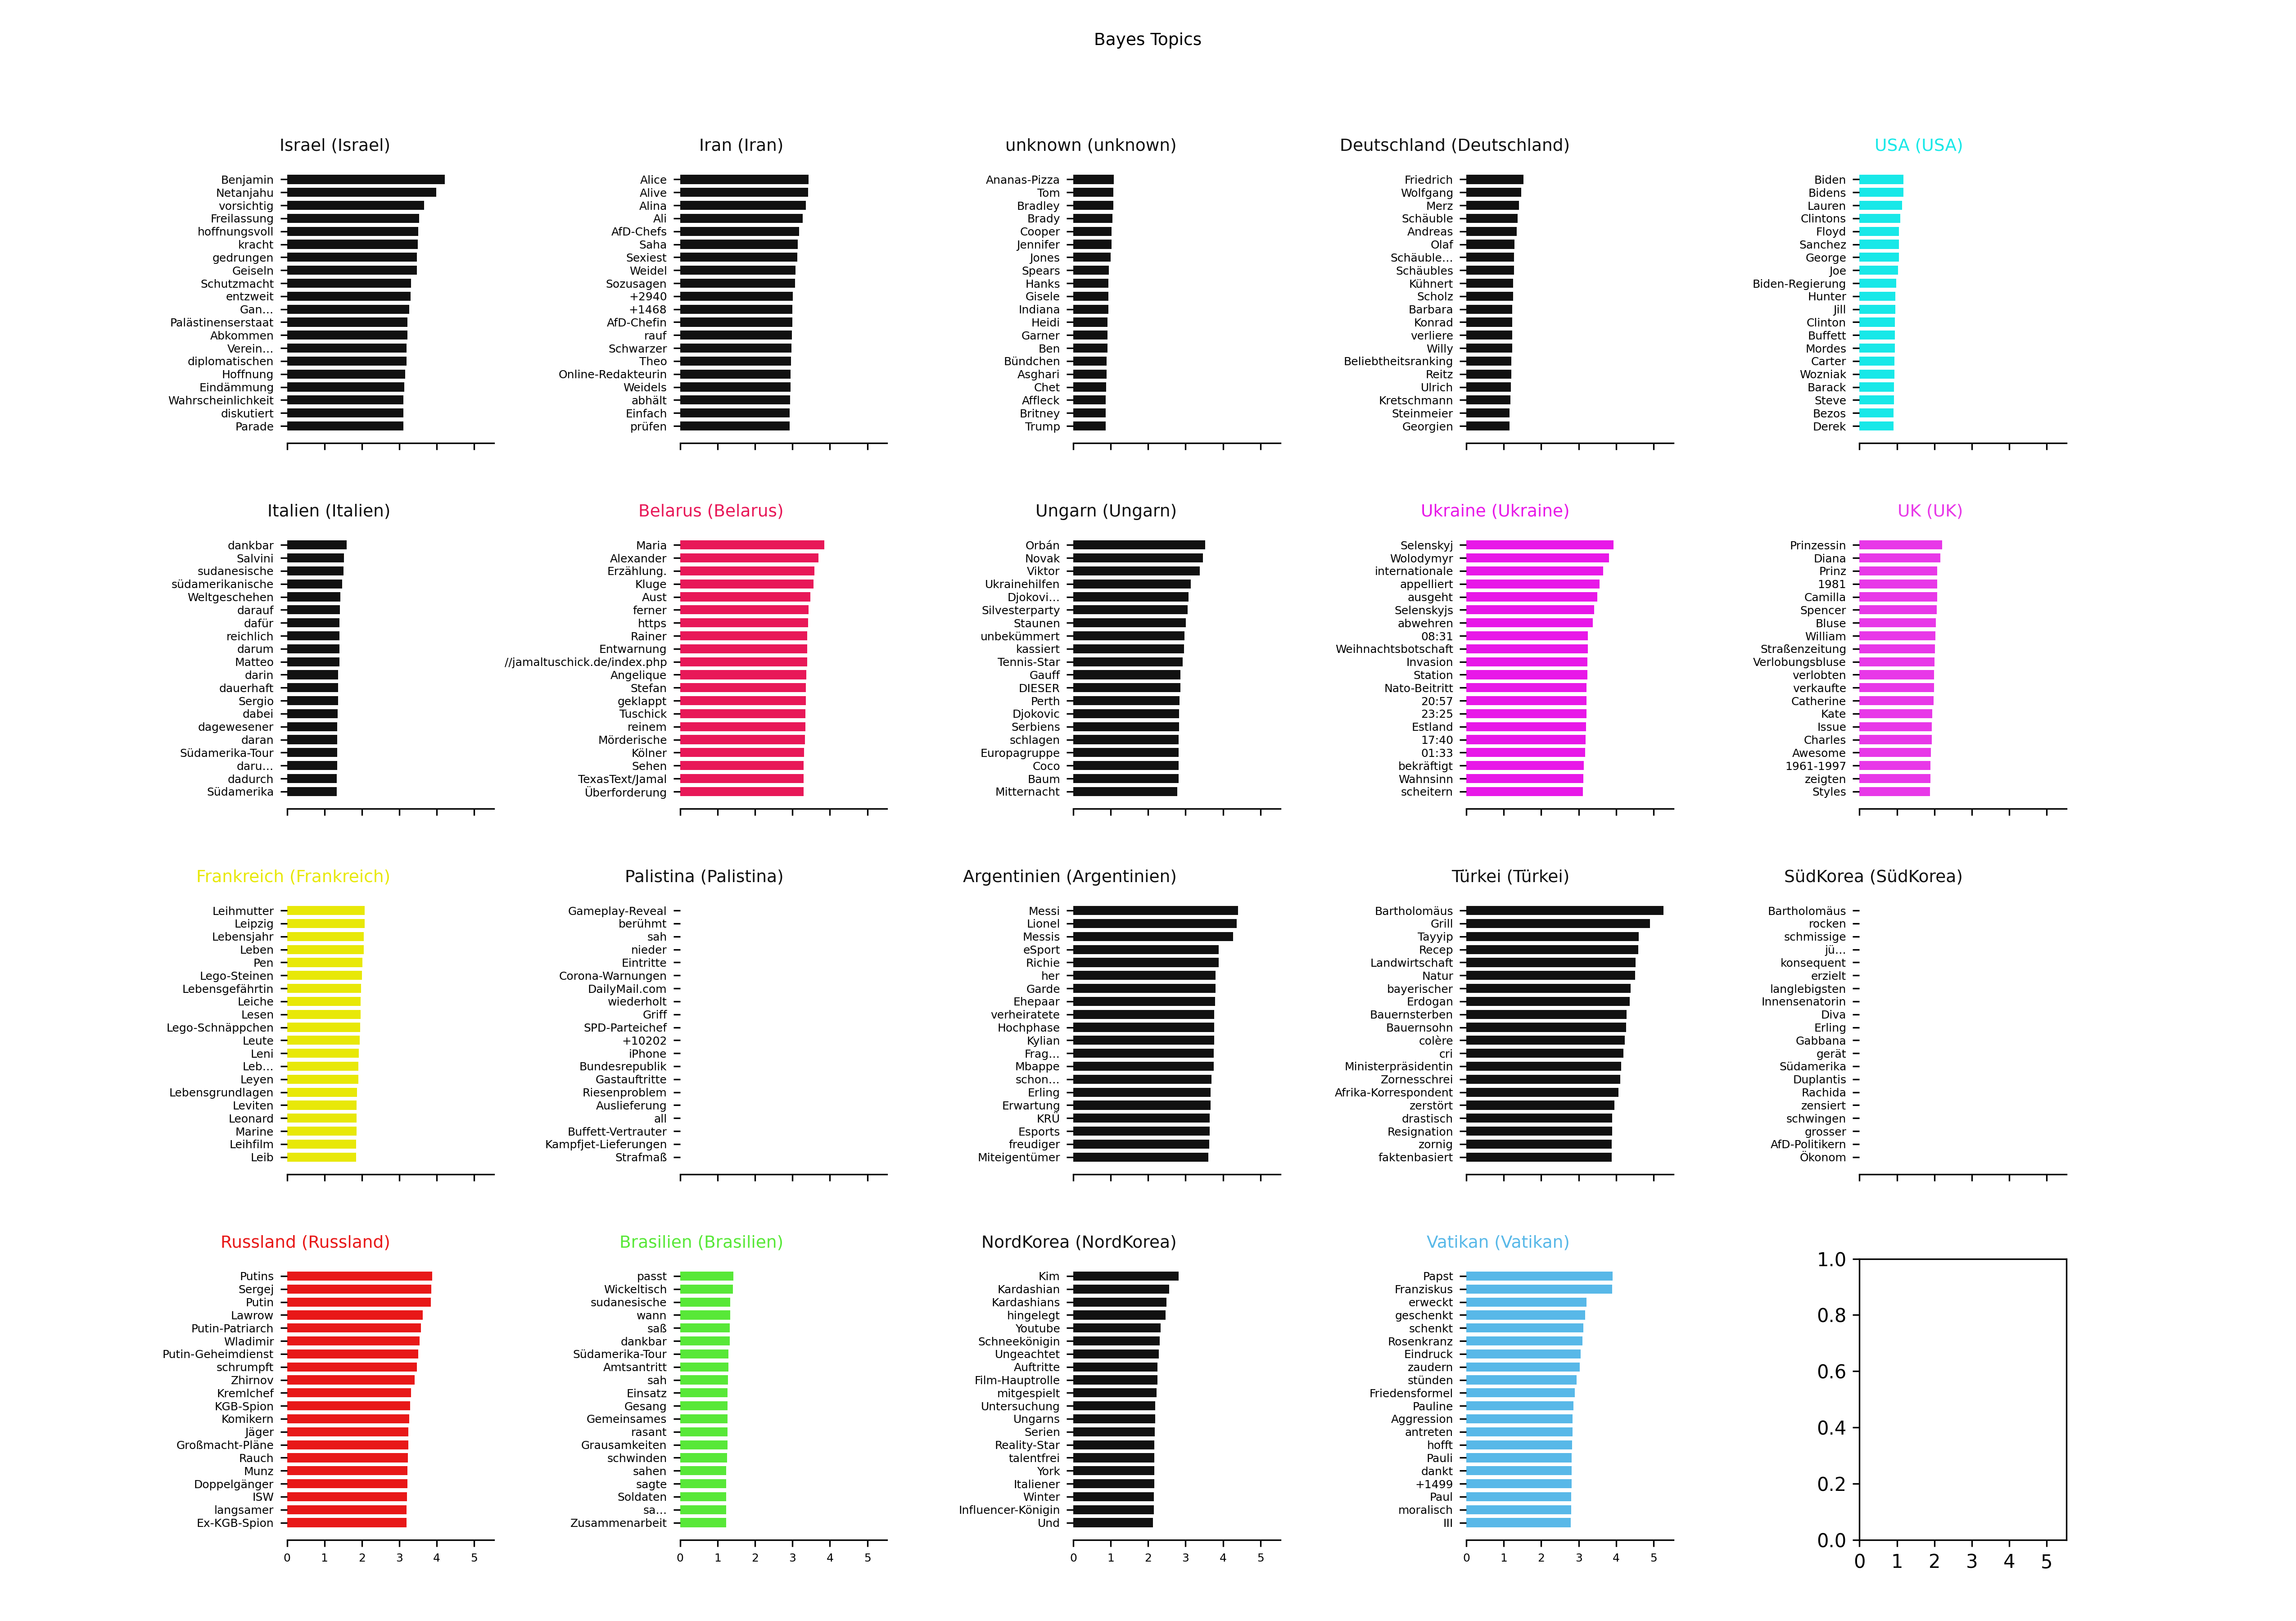 Bayes Topics
Israel (Israel)
Benjamin
Netanjahu
vorsichtig
Freilassung
hoffnungsvoll
kracht
gedrungen
Geiseln
Schutzmacht
entzweit
Gan...
Palästinenserstaat
Abkommen
Verein...
diplomatischen
Hoffnung
Eindämmung
Wahrscheinlichkeit
diskutiert
Parade
Iran (Iran)
Alice
Alive
Alina
Ali
AfD-Chefs
Saha
Sexiest
Weidel
Sozusagen
+2940
+1468
AfD-Chefin
rauf
Schwarzer
Theo
Online-Redakteurin
Weidels
abhält
Einfach
prüfen
unknown (unknown)
Ananas-Pizza
Tom
Bradley
Brady
Cooper
Jennifer
Jones
Spears
Hanks
Gisele
Indiana
Heidi
Garner
Ben
Bündchen
Asghari
Chet
Affleck
Britney
Trump
Deutschland (Deutschland)
Friedrich
Wolfgang
Merz
Schäuble
Andreas
Olaf
Schäuble...
Schäubles
Kühnert
Scholz
Barbara
Konrad
verliere
Willy
Beliebtheitsranking
Reitz
Ulrich
Kretschmann
Steinmeier
Georgien
USA (USA)
Biden
Bidens
Lauren
Clintons
Floyd
Sanchez
George
Joe
Biden-Regierung
Hunter
Jill
Clinton
Buffett
Mordes
Carter
Wozniak
Barack
Steve
Bezos
Derek
Italien (Italien)
dankbar
Salvini
sudanesische
südamerikanische
Weltgeschehen
darauf
dafür
reichlich
darum
Matteo
darin
dauerhaft
Sergio
dabei
dagewesener
daran
Südamerika-Tour
daru...
dadurch
Südamerika
Belarus (Belarus)
Maria
Alexander
Erzählung.
Kluge
Aust
ferner
https
Rainer
Entwarnung
//jamaltuschick.de/index.php
Angelique
Stefan
geklappt
Tuschick
reinem
Mörderische
Kölner
Sehen
TexasText/Jamal
Überforderung
Ungarn (Ungarn)
Orbán
Novak
Viktor
Ukrainehilfen
Djokovi...
Silvesterparty
Staunen
unbekümmert
kassiert
Tennis-Star
Gauff
DIESER
Perth
Djokovic
Serbiens
schlagen
Europagruppe
Coco
Baum
Mitternacht
Ukraine (Ukraine)
Selenskyj
Wolodymyr
internationale
appelliert
ausgeht
Selenskyjs
abwehren
08:31
Weihnachtsbotschaft
Invasion
Station
Nato-Beitritt
20:57
23:25
Estland
17:40
01:33
bekräftigt
Wahnsinn
scheitern
UK (UK)
Prinzessin
Diana
Prinz
1981
Camilla
Spencer
Bluse
William
Straßenzeitung
Verlobungsbluse
verlobten
verkaufte
Catherine
Kate
Issue
Charles
Awesome
1961-1997
zeigten
Styles
Frankreich (Frankreich)
Leihmutter
Leipzig
Lebensjahr
Leben
Pen
Lego-Steinen
Lebensgefährtin
Leiche
Lesen
Lego-Schnäppchen
Leute
Leni
Leb...
Leyen
Lebensgrundlagen
Leviten
Leonard
Marine
Leihfilm
Leib
Palistina (Palistina)
Gameplay-Reveal
berühmt
sah
nieder
Eintritte
Corona-Warnungen
DailyMail.com
wiederholt
Griff
SPD-Parteichef
+10202
iPhone
Bundesrepublik
Gastauftritte
Riesenproblem
Auslieferung
all
Buffett-Vertrauter
Kampfjet-Lieferungen
Strafmaß
Argentinien (Argentinien)
Messi
Lionel
Messis
eSport
Richie
her
Garde
Ehepaar
verheiratete
Hochphase
Kylian
Frag...
Mbappe
schon...
Erling
Erwartung
KRÜ
Esports
freudiger
Miteigentümer
Türkei (Türkei)
Bartholomäus
Grill
Tayyip
Recep
Landwirtschaft
Natur
bayerischer
Erdogan
Bauernsterben
Bauernsohn
colère
cri
Ministerpräsidentin
Zornesschrei
Afrika-Korrespondent
zerstört
drastisch
Resignation
zornig
faktenbasiert
SüdKorea (SüdKorea)
Bartholomäus
rocken
schmissige
jü...
konsequent
erzielt
langlebigsten
Innensenatorin
Diva
Erling
Gabbana
gerät
Südamerika
Duplantis
Rachida
zensiert
schwingen
grosser
AfD-Politikern
Ökonom
Russland (Russland)
Putins
Sergej
Putin
Lawrow
Putin-Patriarch
Wladimir
Putin-Geheimdienst
schrumpft
Zhirnov
Kremlchef
KGB-Spion
Komikern
Jäger
Großmacht-Pläne
Rauch
Munz
Doppelgänger
ISW
langsamer
Ex-KGB-Spion
0 1 2 3 4 5
Brasilien (Brasilien)
passt
Wickeltisch
sudanesische
wann
saß
dankbar
Südamerika-Tour
Amtsantritt
sah
Einsatz
Gesang
Gemeinsames
rasant
Grausamkeiten
schwinden
sahen
sagte
Soldaten
sa...
Zusammenarbeit
0 1 2 3 4 5
NordKorea (NordKorea)
Kim
Kardashian
Kardashians
hingelegt
Youtube
Schneekönigin
Ungeachtet
Auftritte
Film-Hauptrolle
mitgespielt
Untersuchung
Ungarns
Serien
Reality-Star
talentfrei
York
Italiener
Winter
Influencer-Königin
Und
0 1 2 3 4 5
Vatikan (Vatikan)
Papst
Franziskus
erweckt
geschenkt
schenkt
Rosenkranz
Eindruck
zaudern
stünden
Friedensformel
Pauline
Aggression
antreten
hofft
Pauli
dankt
+1499
Paul
moralisch
III
0 1 2 3 4 5
1.0
0.8
0.6
0.4
0.2
0.0
0 1 2 3 4 5